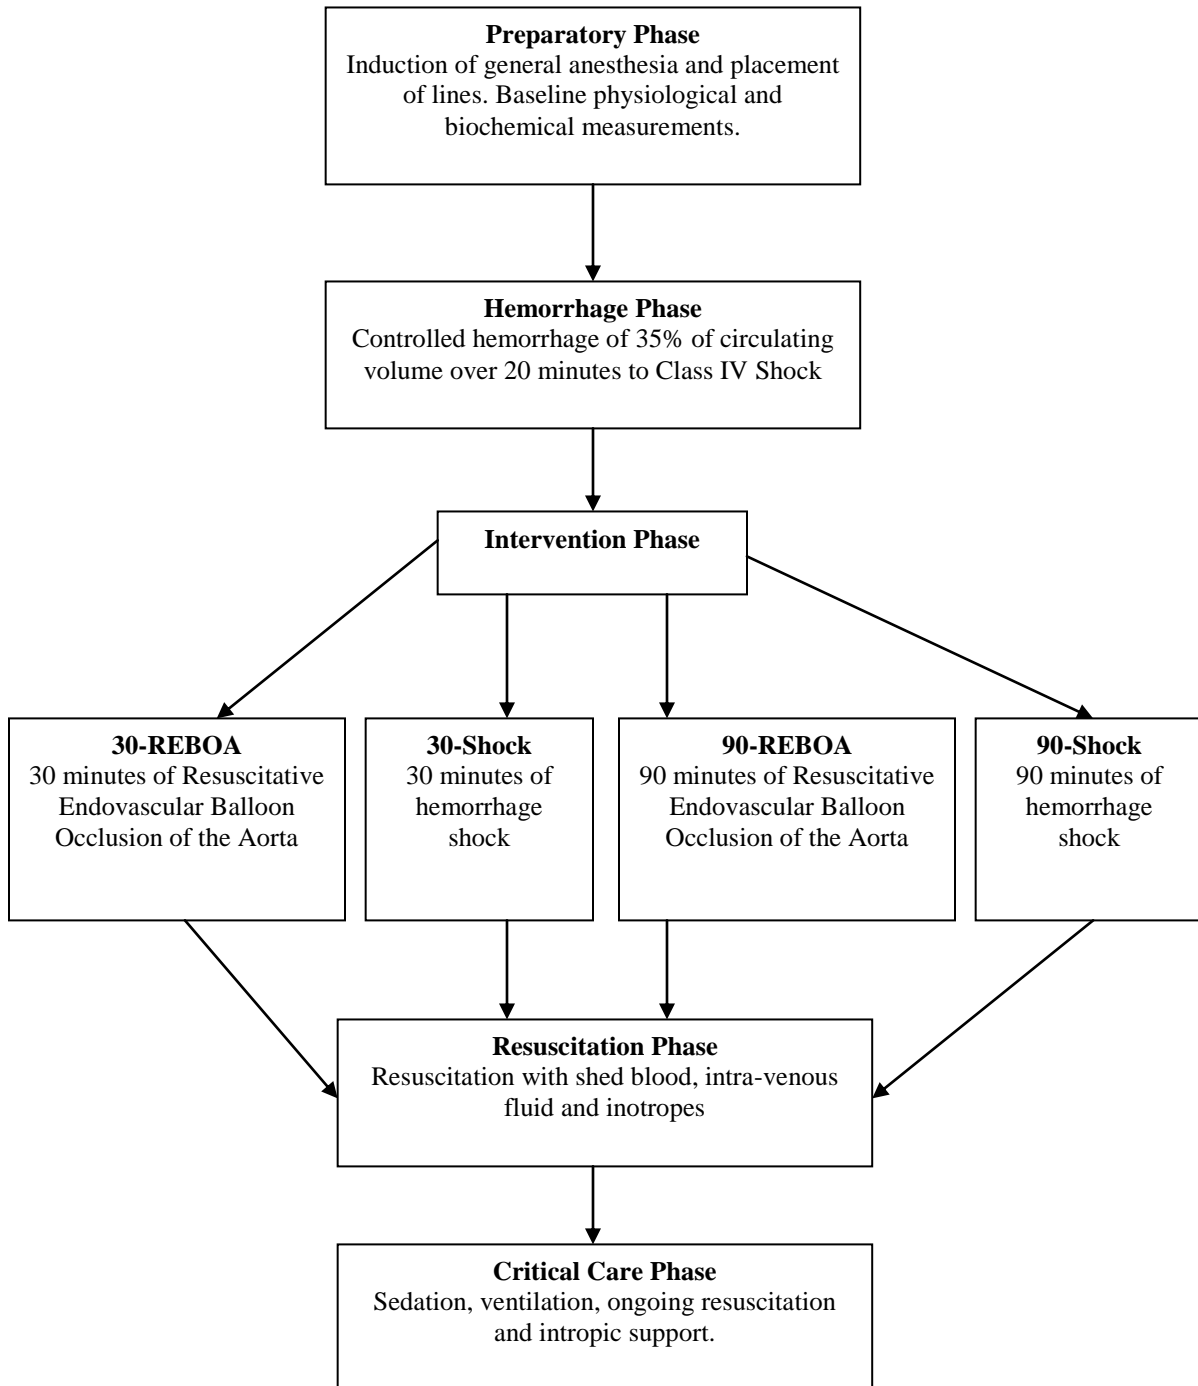 Preparatory Phase
Induction of general anesthesia and placement
of lines. Baseline physiological and
biochemical measurements.
Hemorrhage Phase
Controlled hemorrhage of 35% of circulating
volume over 20 minutes to Class IV Shock
Intervention Phase
30-REBOA
30 minutes of Resuscitative
Endovascular Balloon
Occlusion of the Aorta
30-Shock
30 minutes of
hemorrhage
shock
90-REBOA
90 minutes of Resuscitative
Endovascular Balloon
Occlusion of the Aorta
90-Shock
90 minutes of
hemorrhage
shock
Resuscitation Phase
Resuscitation with shed blood, intra-venous
fluid and inotropes
Critical Care Phase
Sedation, ventilation, ongoing resuscitation
and intropic support.